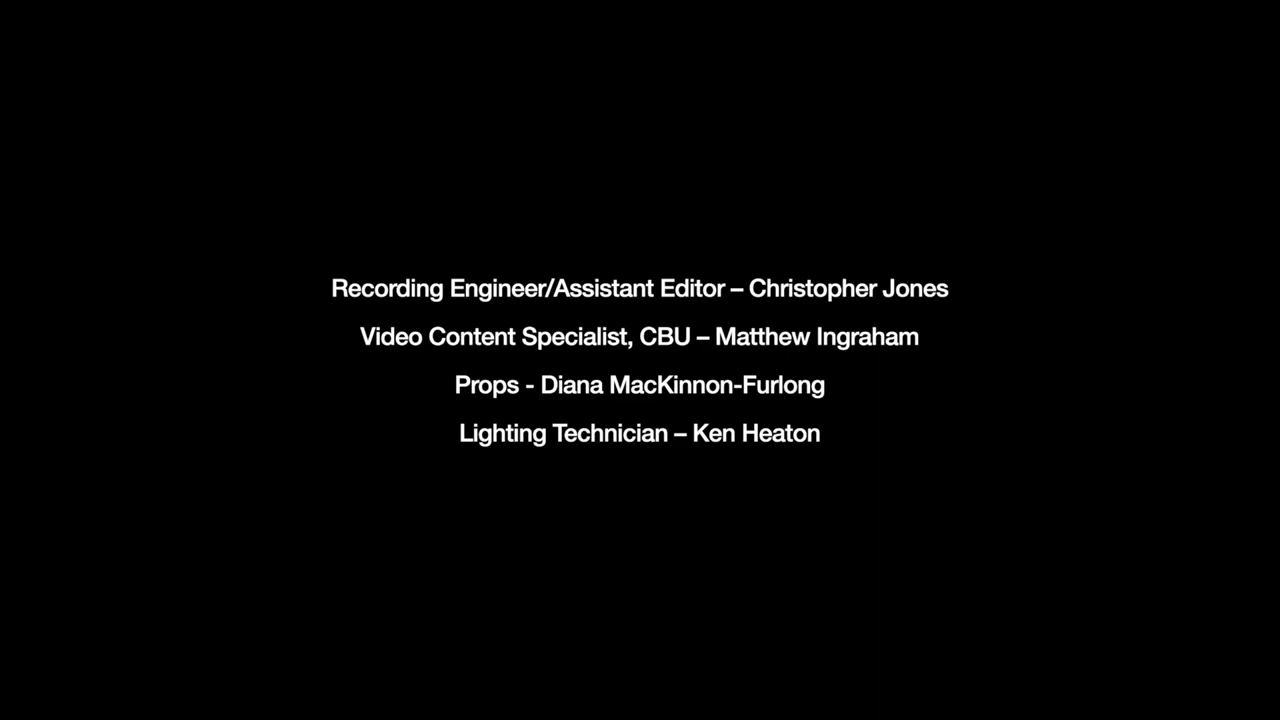 Recording Engineer/Assistant Editor – Christopher Jones
Video Content Specialist, CBU – Matthew Ingraham
Props - Diana MacKinnon-Furlong
Lighting Technician – Ken Heaton